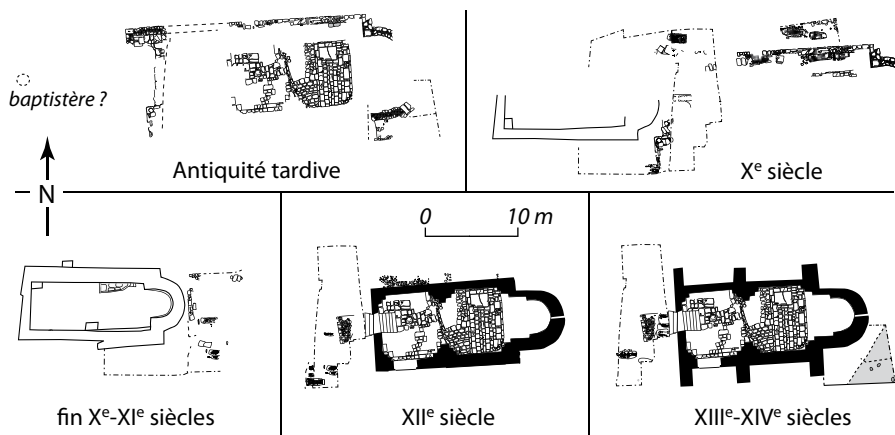 baptistère ?
Antiquité tardive
Xᵉ siècle
N
0 10 m
fin Xᵉ-XIᵉ siècles
XIIᵉ siècle
XIIIᵉ-XIVᵉ siècles